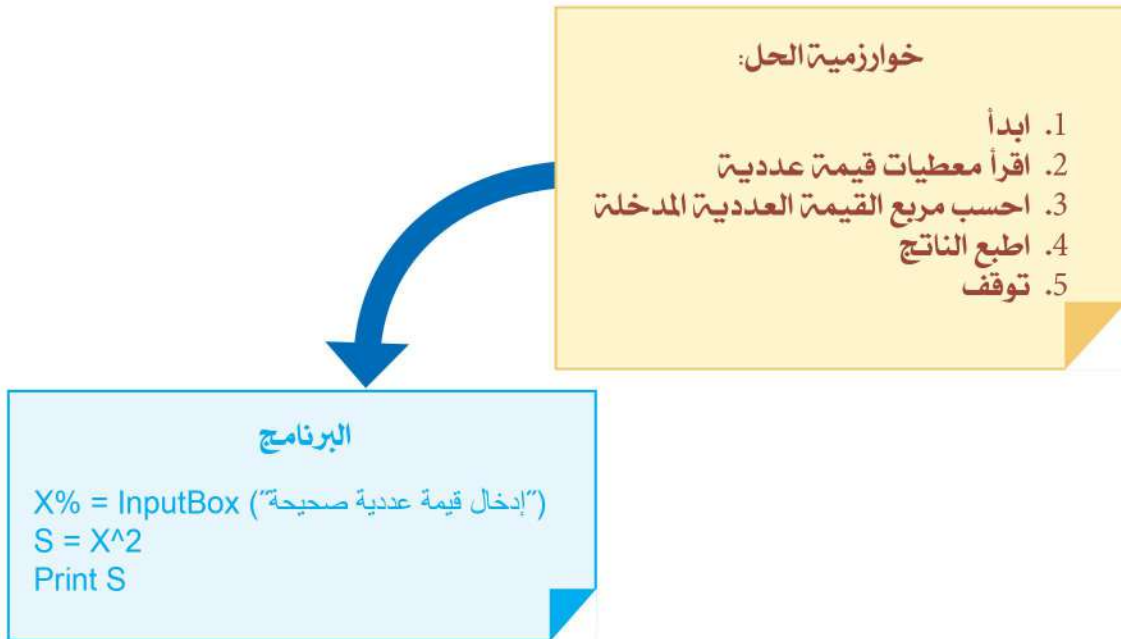 خوارزمية الحل:
1. ابدأ
2. اقرأ معطيات قيمة عددية
3. احسب مربع القيمة العددية المدخلة
4. اطبع الناتج
5. توقف
البرنامج
X% = InputBox ("إدخال قيمة عددية صحيحة")
S = X^2
Print S